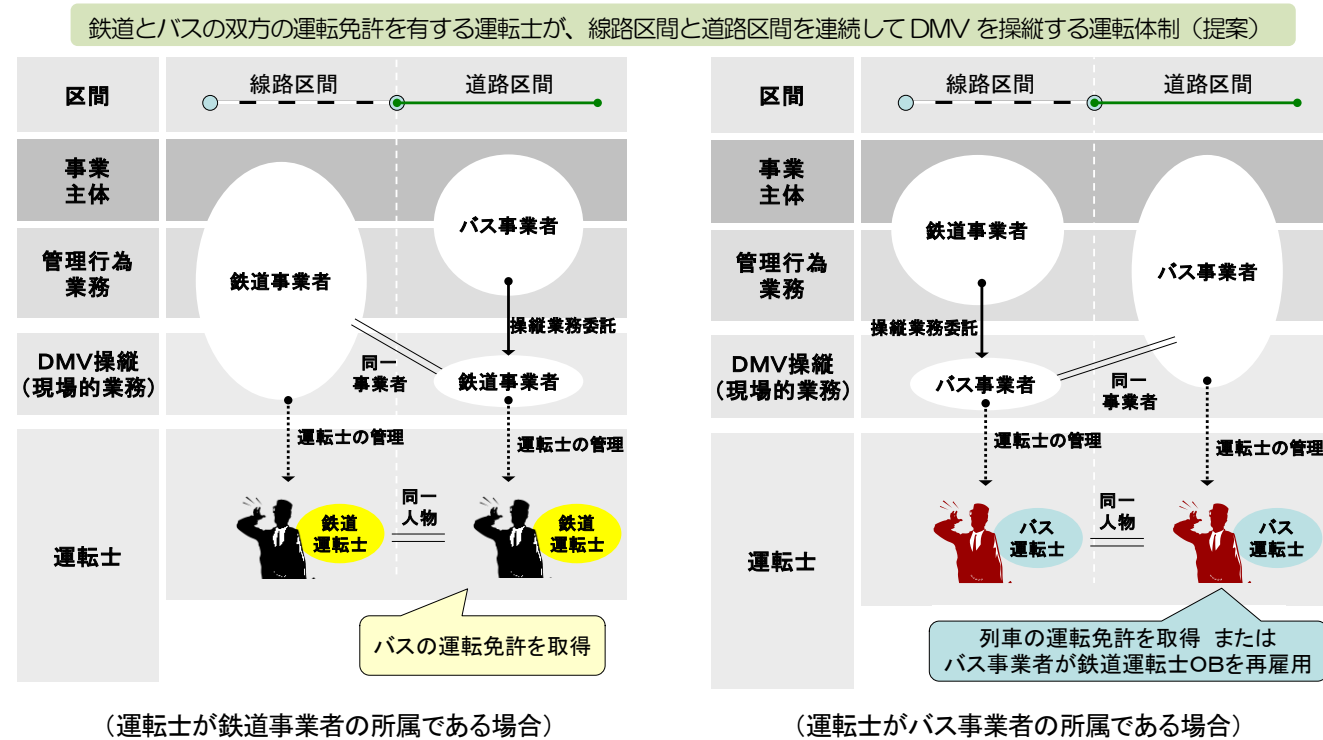 鉄道とバスの双方の運転免許を有する運転士が、線路区間と道路区間を連続してDMVを操縦する運転体制（提案）
区間
線路区間
道路区間
事業
主体
バス事業者
管理行為
業務
鉄道事業者
操縦業務委託
DMV操縦
（現場的業務）
同一
事業者
鉄道事業者
運転士の管理
運転士の管理
運転士
鉄道
運転士
同一
人物
鉄道
運転士
バスの運転免許を取得
（運転士が鉄道事業者の所属である場合）
区間
線路区間
道路区間
事業
主体
鉄道事業者
管理行為
業務
バス事業者
操縦業務委託
DMV操縦
（現場的業務）
バス事業者
同一
事業者
運転士の管理
運転士の管理
運転士
バス
運転士
同一
人物
バス
運転士
列車の運転免許を取得 または
バス事業者が鉄道運転士OBを再雇用
（運転士がバス事業者の所属である場合）